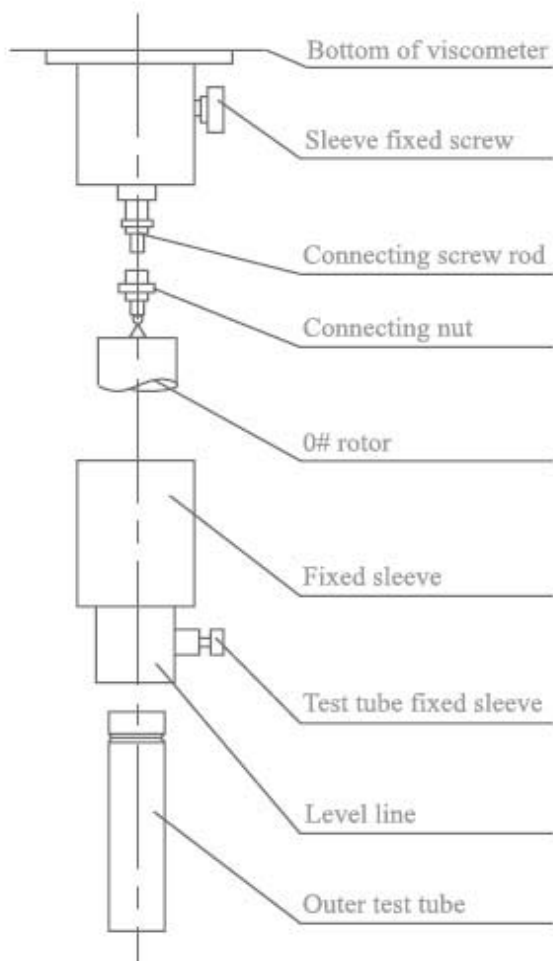 Bottom of viscometer
Sleeve fixed screw
Connecting screw rod
Connecting nut
0# rotor
Fixed sleeve
Test tube fixed sleeve
Level line
Outer test tube